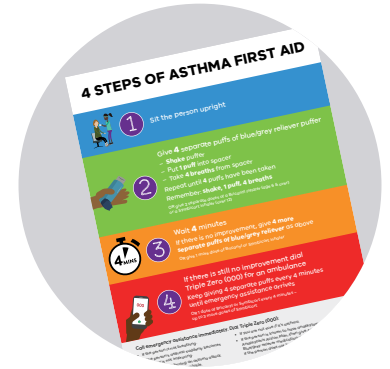 4 STEPS OF ASTHMA FIRST AID
1
Sit the person upright
2
Give 4 separate puffs of blue/grey reliever puffer
- Shake puffer
- Put 1 puff into spacer
- Take 4 breaths from spacer
Repeat until 4 puffs have been taken
Remember: Shake, 1 puff, 4 breaths
4 MINS
3
Wait 4 minutes
If there is no improvement, give 4 more
separate puffs of blue/grey reliever as above
000
4
If there is still no improvement dial
Triple Zero (000) for an ambulance
Keep giving 4 separate puffs every 4 minutes
until emergency assistance arrives
Call emergency assistance immediately. Dial Triple Zero (000)